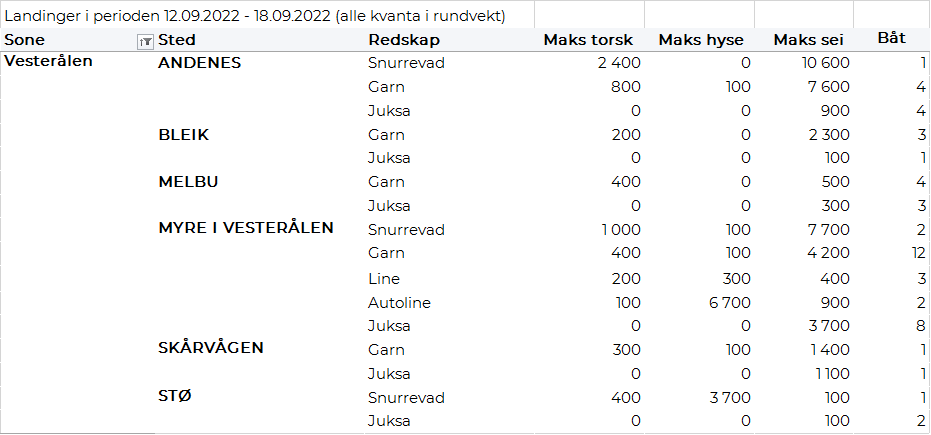 Landinger i perioden 12.09.2022 - 18.09.2022 (alle kvanta i rundvekt)
Sone Sted Redskap Maks torsk Maks hyse Maks sei Båt
Vesterålen ANDENES Snurrevad 2 400 0 10 600 1
Garn 800 100 7 600 4
Juksa 0 0 900 4
BLEIK Garn 200 0 2 300 3
Juksa 0 0 100 1
MELBU Garn 400 0 500 4
Juksa 0 0 300 3
MYRE I VESTERÅLEN Snurrevad 1 000 100 7 700 2
Garn 400 100 4 200 12
Line 200 300 400 3
Autoline 100 6 700 900 2
Juksa 0 0 3 700 8
SKÅRVÅGEN Garn 300 100 1 400 1
Juksa 0 0 1 100 1
STØ Snurrevad 400 3 700 100 1
Juksa 0 0 100 2